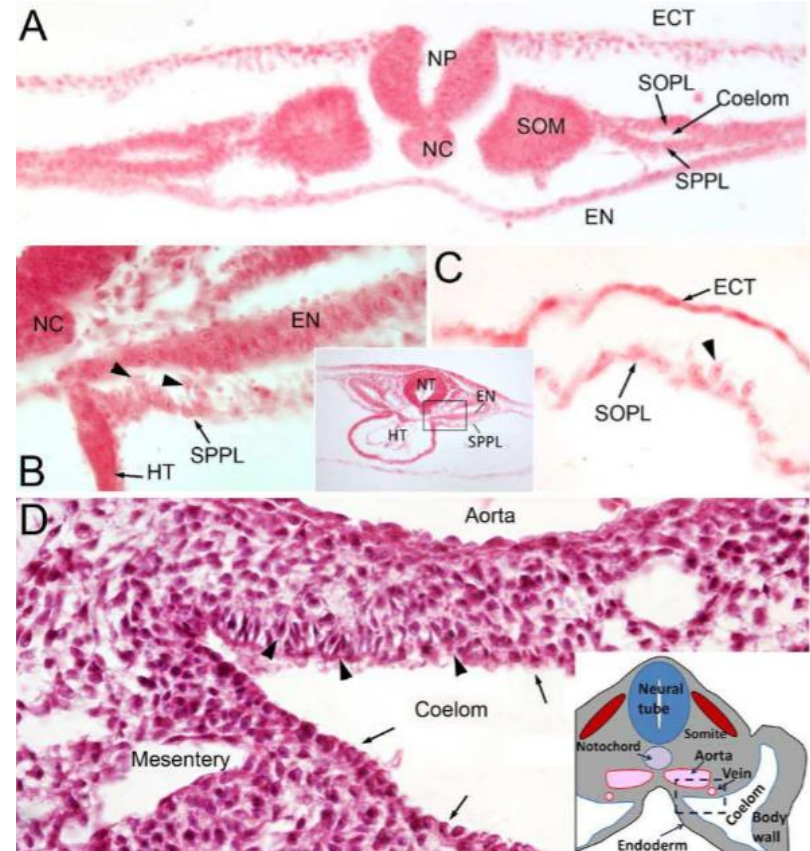 A
ECT
NP
SOPL
Coelom
SOM
NC
SPPL
EN
B
NC
EN
SPPL
HT
NT
EN
HT
SPPL
C
ECT
SOPL
D
Aorta
Coelom
Mesentery
Neural
tube
Somite
Notochord
Aorta
Vein
Coelom
Body
wall
Endoderm